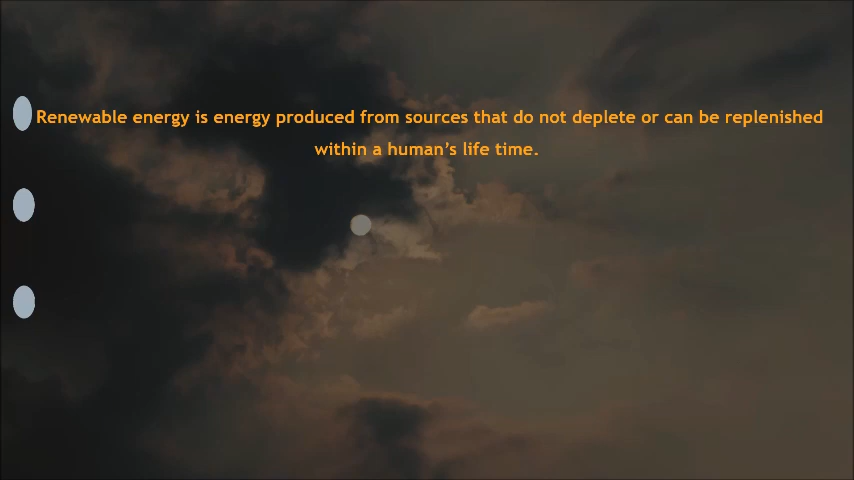 Renewable energy is energy produced from sources that do not deplete or can be replenished
within a human’s life time.